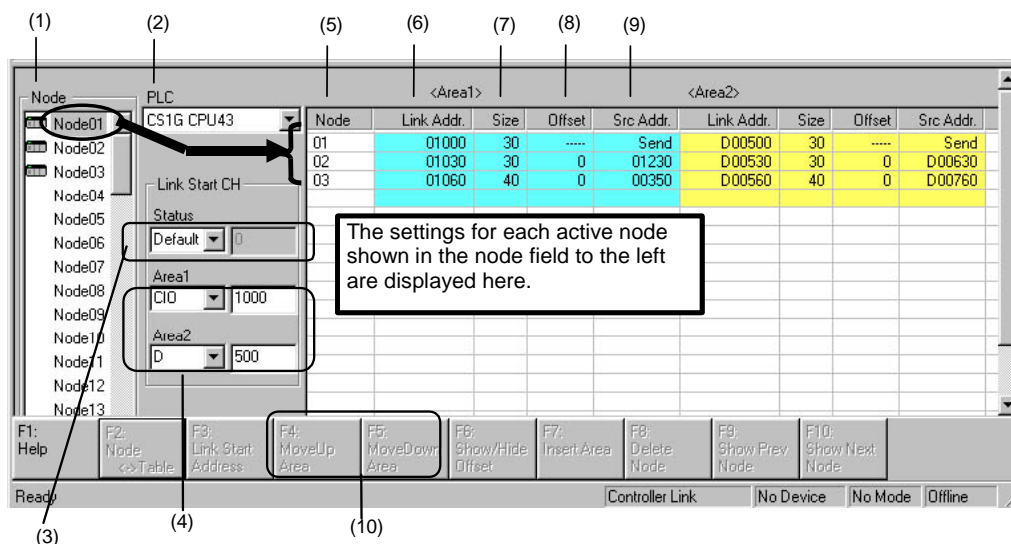 (1) (2) (5) (6) (7) (8) (9)
Node
Node01
Node02
Node03
Node04
Node05
Node06
Node07
Node08
Node09
Node10
Node11
Node12
Node13
PLC
CS1G CPU43
Link Start CH
Status
Default 0
Area1
CIO 1000
Area2
D 500
<Area1> <Area2>
Node Link Addr. Size Offset Src Addr. Link Addr. Size Offset Src Addr.
01 01000 30 ----- Send D00500 30 ----- Send
02 01030 30 0 01230 D00530 30 0 D00630
03 01060 40 0 00350 D00560 40 0 D00760
The settings for each active node
shown in the node field to the left
are displayed here.
F1:
Help
F2:
Node
<->Table
F3:
Link Start
Address
F4:
MoveUp
Area
F5:
MoveDown
Area
F6:
Show/Hide
Offset
F7:
Insert Area
F8:
Delete
Node
F9:
Show Prev
Node
F10:
Show Next
Node
Ready Controller Link No Device No Mode Offline
(3) (4) (10)